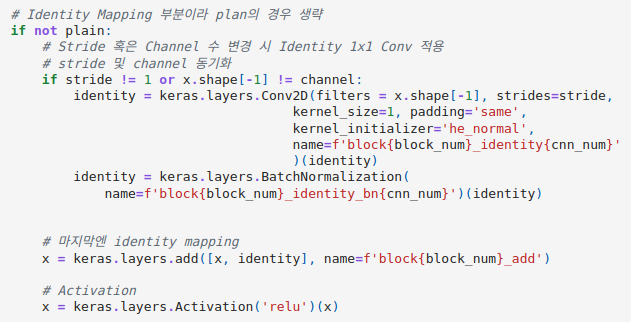 # Identity Mapping 부분이라 plan의 경우 생략
if not plain:
    # Stride 혹은 Channel 수 변경 시 Identity 1x1 Conv 적용
    # stride 및 channel 동기화
    if stride != 1 or x.shape[-1] != channel:
        identity = keras.layers.Conv2D(filters = x.shape[-1], strides=stride,
                                    kernel_size=1, padding='same',
                                    kernel_initializer='he_normal',
                                    name=f'block{block_num}_identity{cnn_num}'
                                    )(identity)
        identity = keras.layers.BatchNormalization(
            name=f'block{block_num}_identity_bn{cnn_num}')(identity)
    # 마지막엔 identity mapping
    x = keras.layers.add([x, identity], name=f'block{block_num}_add')
    # Activation
    x = keras.layers.Activation('relu')(x)